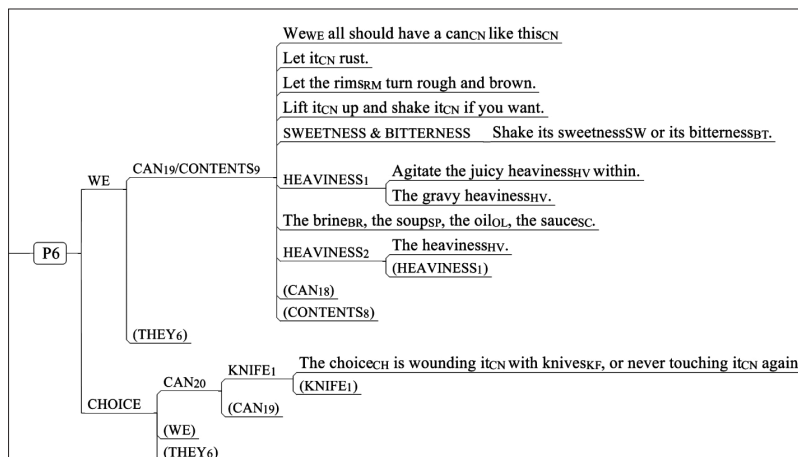 WeWE all should have a canCN like thisCN
Let itCN rust.
Let the rimsRM turn rough and brown.
Lift itCN up and shake itCN if you want.
SWEETNESS & BITTERNESS Shake its sweetnessSW or its bitternessBT.
WE
CAN19/CONTENTS9
HEAVINESS1
Agitate the juicy heavinessHV within.
The gravy heavinessHV.
The brineBR, the soupSP, the oilOL, the sauceSC.
P6
HEAVINESS2
The heavinessHV.
(HEAVINESS1)
(CAN18)
(CONTENTS8)
(THEY6)
CHOICE
CAN20
KNIFE1
The choiceCH is wounding itCN with knivesKF, or never touching itCN again
(KNIFE1)
(CAN19)
(WE)
(THEY6)